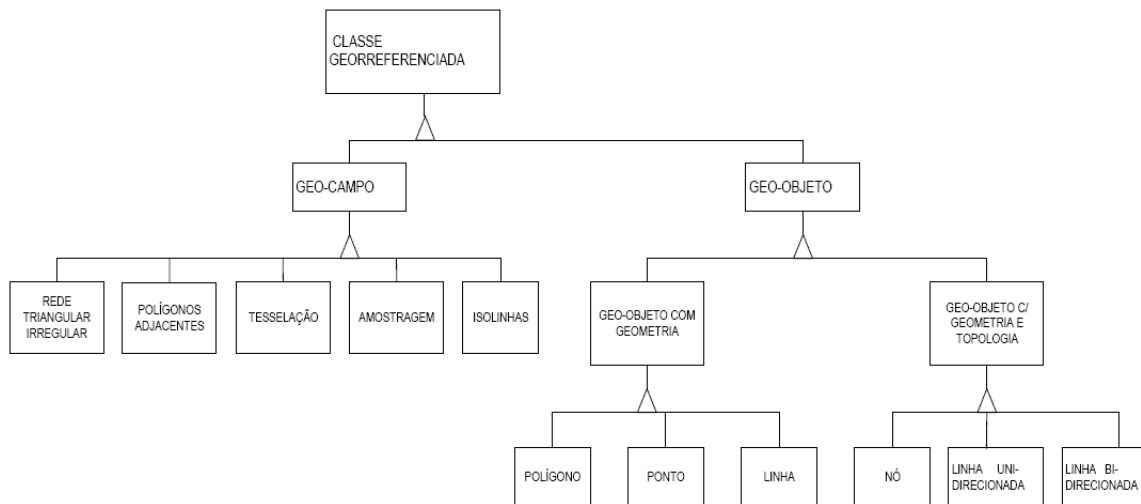 CLASSE
GEORREFERENCIADA
GEO-CAMPO
GEO-OBJETO
REDE
TRIANGULAR
IRREGULAR
POLÍGONOS
ADJACENTES
TESSELAÇÃO
AMOSTRAGEM
ISOLINHAS
GEO-OBJETO COM
GEOMETRIA
GEO-OBJETO C/
GEOMETRIA E
TOPOLOGIA
POLÍGONO
PONTO
LINHA
NÓ
LINHA UNI-
DIRECIONADA
LINHA BI-
DIRECIONADA